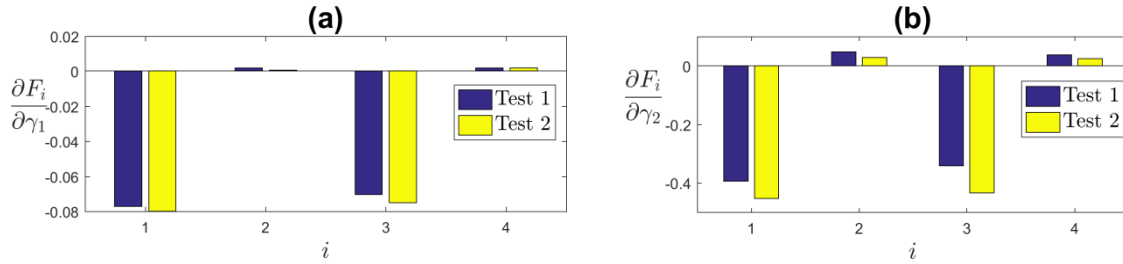 (a)
0.02
0
-0.02
-0.04
-0.06
-0.08
∂F_i/∂γ_1
1 2 3 4
i
Test 1
Test 2
(b)
0
-0.2
-0.4
∂F_i/∂γ_2
1 2 3 4
i
Test 1
Test 2